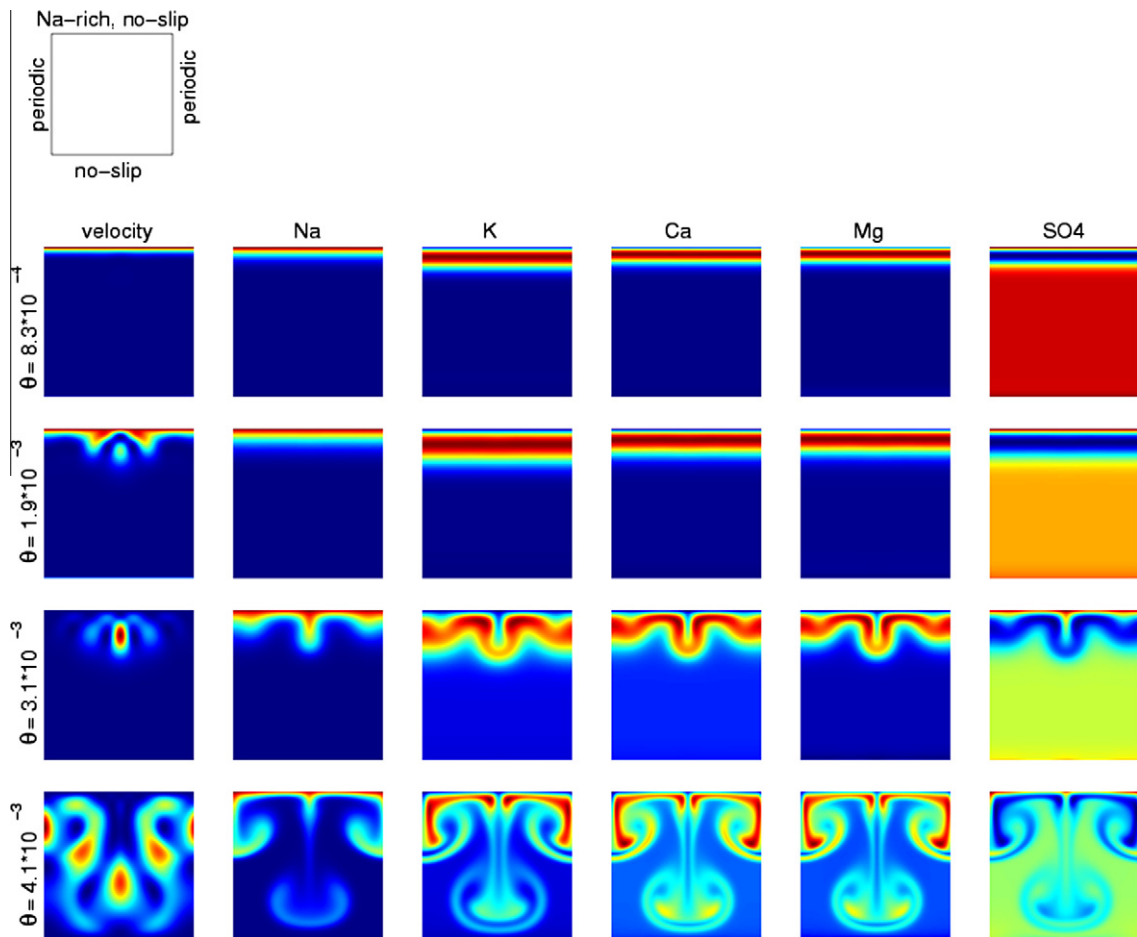 Na-rich, no-slip
periodic
periodic
no-slip
velocity Na K Ca Mg SO4
θ = 8.3*10⁻⁴
θ = 1.9*10⁻³
θ = 3.1*10⁻³
θ = 4.1*10⁻³